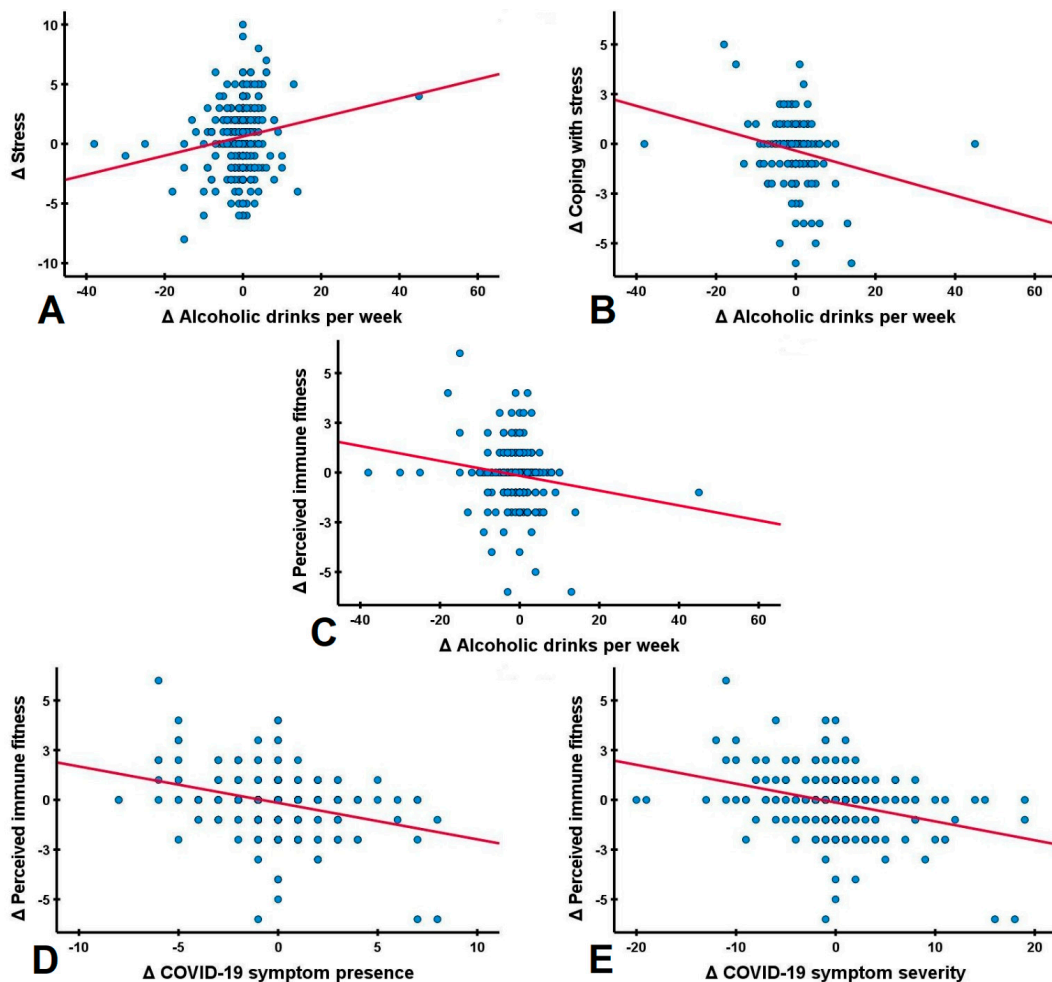 10
5
0
-5
-10
Δ Stress
-40 -20 0 20 40 60
A
Δ Alcoholic drinks per week
5
3
0
-3
-5
Δ Coping with stress
-40 -20 0 20 40 60
B
Δ Alcoholic drinks per week
5
3
0
-3
-5
Δ Perceived immune fitness
-40 -20 0 20 40 60
C
Δ Alcoholic drinks per week
5
3
0
-3
-5
Δ Perceived immune fitness
-10 -5 0 5 10
D
Δ COVID-19 symptom presence
5
3
0
-3
-5
Δ Perceived immune fitness
-20 -10 0 10 20
E
Δ COVID-19 symptom severity